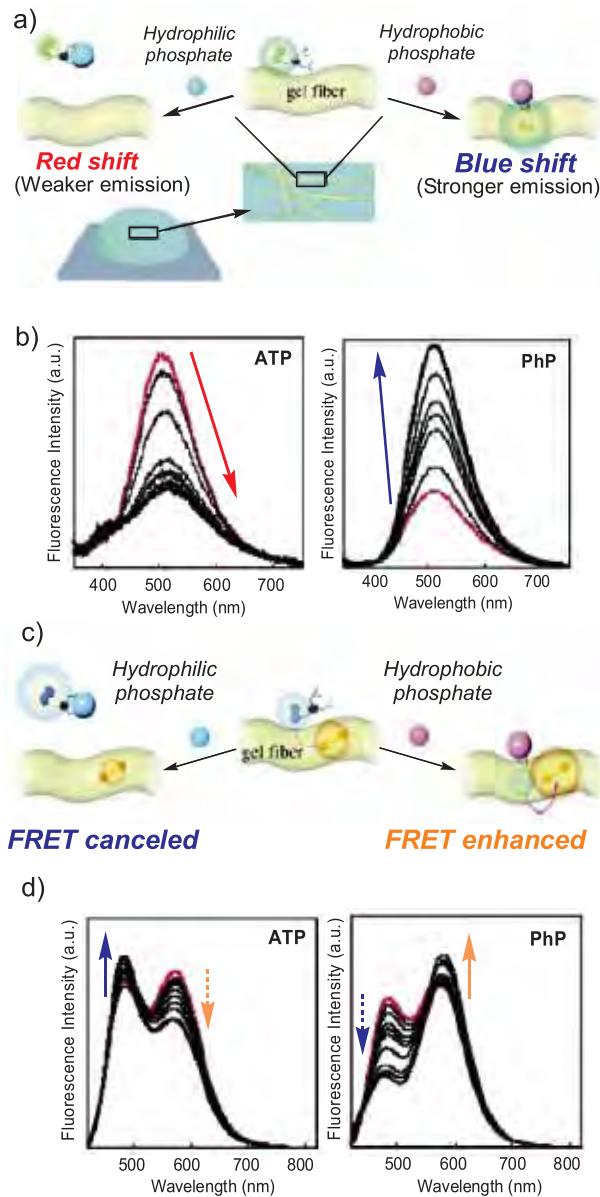 a)
Hydrophilic
phosphate
Hydrophobic
phosphate
gel fiber
Red shift
(Weaker emission)
Blue shift
(Stronger emission)
b)
Fluorescence Intensity (a.u.)
ATP
400 500 600 700
Wavelength (nm)
Fluorescence Intensity (a.u.)
PhP
400 500 600 700
Wavelength (nm)
c)
Hydrophilic
phosphate
Hydrophobic
phosphate
gel fiber
FRET canceled
FRET enhanced
d)
Fluorescence Intensity (a.u.)
ATP
500 600 700 800
Wavelength (nm)
Fluorescence Intensity (a.u.)
PhP
500 600 700 800
Wavelength (nm)